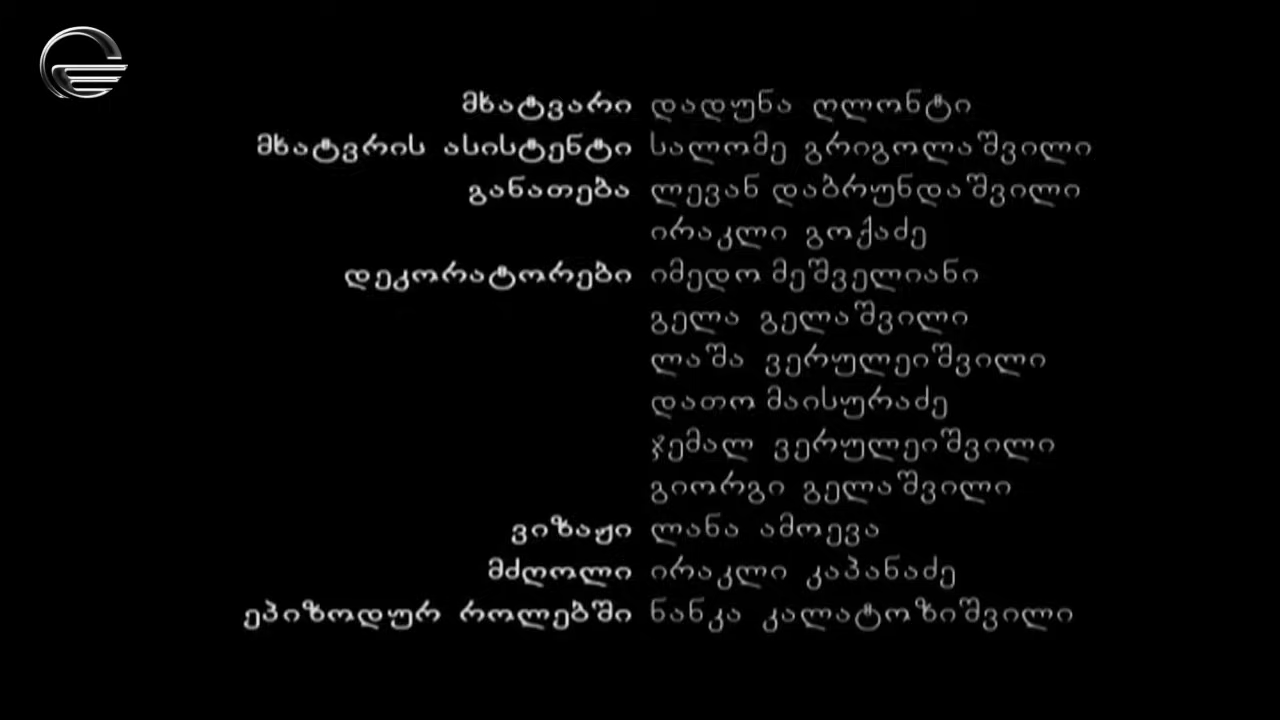 მხატვარი დადუნა ღლონტი
მხატვრის ასისტენტი სალომე გრიგოლაშვილი
განათება ლევან დაბრუნდაშვილი
ირაკლი გოქაძე
დეკორატორები იმედო მეშველიანი
გელა გელაშვილი
ლაშა ვერულეიშვილი
დათო მაისურაძე
ჯემალ ვერულეიშვილი
გიორგი გელაშვილი
ვიზაჟი ლანა ამოევა
მძღოლი ირაკლი კაპანაძე
ეპიზოდურ როლებში ნანკა კალატოზიშვილი